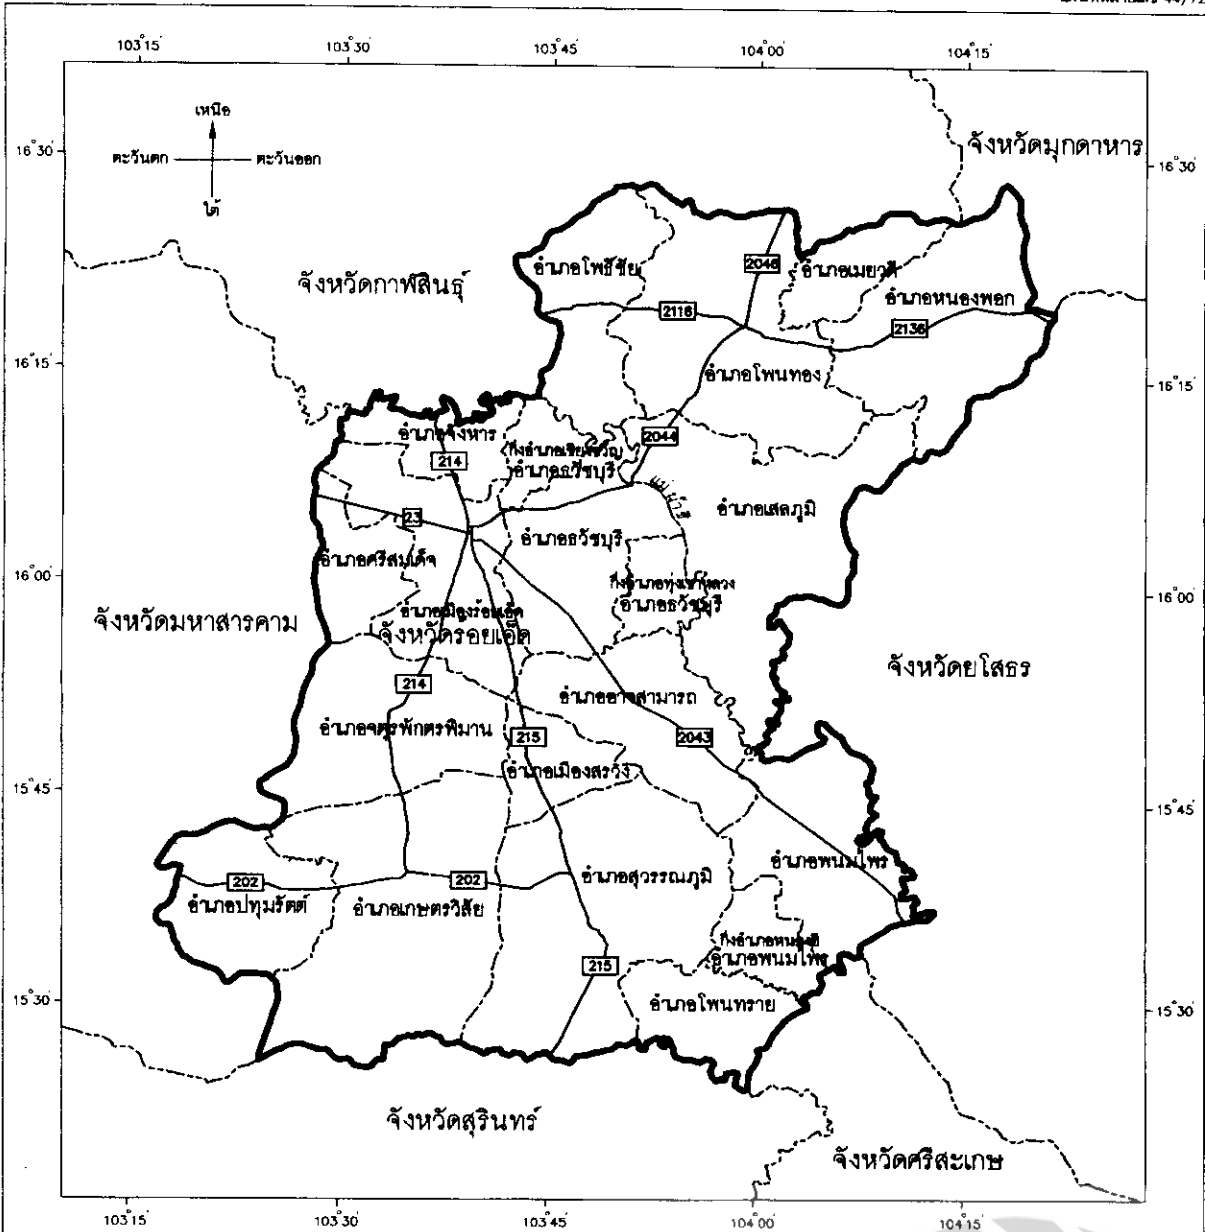 103°15' 103°30' 103°45' 104°00' 104°15'
เหนือ
ตะวันตก ตะวันออก
ใต้
16°30' 16°30'
จังหวัดมุกดาหาร
จังหวัดกาฬสินธุ์
อำเภอโพธิ์ชัย
2046
อำเภอเมยวดี
อำเภอหนองพอก
2116
2136
16°15' 16°15'
อำเภอโพนทอง
อำเภอจังหาร
2044
กิ่งอำเภอเชียงขวัญ
อำเภอธวัชบุรี
214
แม่น้ำชี
อำเภอเสลภูมิ
23
อำเภอธวัชบุรี
อำเภอศรีสมเด็จ
16°00' 16°00'
กิ่งอำเภอทุ่งเขาหลวง
อำเภอธวัชบุรี
อำเภอเมืองร้อยเอ็ด
จังหวัดมหาสารคาม
จังหวัดร้อยเอ็ด
จังหวัดยโสธร
214
อำเภออาจสามารถ
อำเภอจตุรพักตรพิมาน
215
2043
อำเภอเมืองสรวง
15°45' 15°45'
อำเภอพนมไพร
202
202
อำเภอสุวรรณภูมิ
อำเภอปทุมรัตต์
อำเภอเกษตรวิสัย
กิ่งอำเภอหนองฮี
อำเภอพนมไพร
215
15°30' 15°30'
อำเภอโพนทราย
จังหวัดสุรินทร์
จังหวัดศรีสะเกษ
103°15' 103°30' 103°45' 104°00' 104°15'